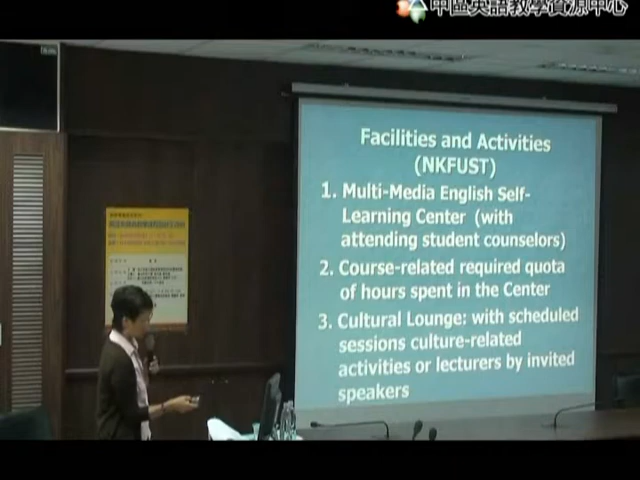 中區英語教學資源中心
Facilities and Activities
(NKFUST)
1. Multi-Media English Self-
Learning Center (with
attending student counselors)
2. Course-related required quota
of hours spent in the Center
3. Cultural Lounge: with scheduled
sessions culture-related
activities or lecturers by invited
speakers